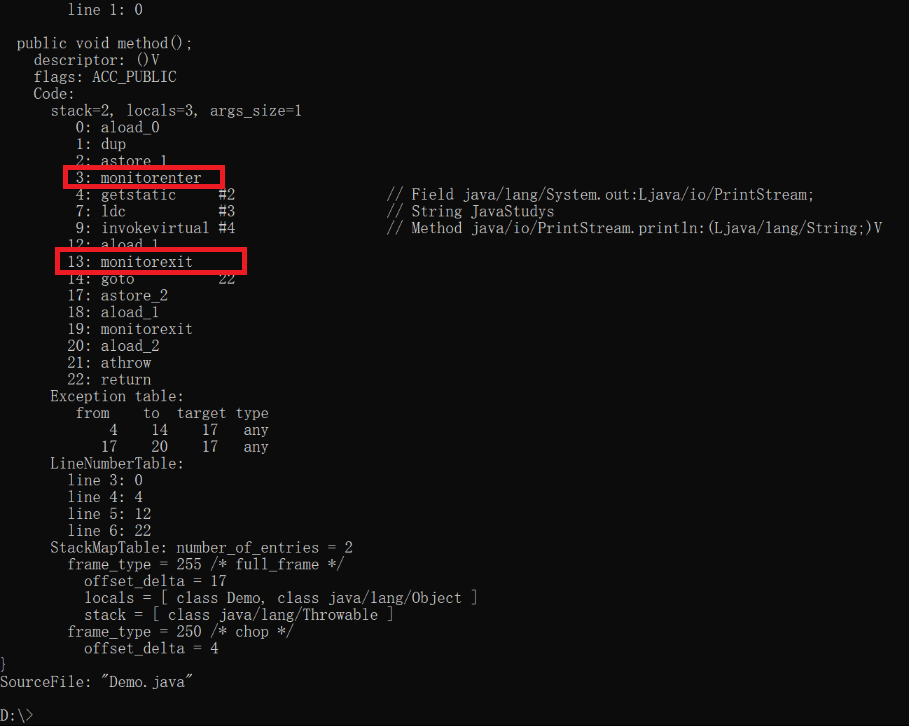 line 1: 0
public void method();
descriptor: ()V
flags: ACC_PUBLIC
Code:
stack=2, locals=3, args_size=1
0: aload_0
1: dup
2: astore_1
3: monitorenter
4: getstatic #2 // Field java/lang/System.out:Ljava/io/PrintStream;
7: ldc #3 // String JavaStudys
9: invokevirtual #4 // Method java/io/PrintStream.println:(Ljava/lang/String;)V
12: aload_1
13: monitorexit
14: goto 22
17: astore_2
18: aload_1
19: monitorexit
20: aload_2
21: athrow
22: return
Exception table:
from to target type
4 14 17 any
17 20 17 any
LineNumberTable:
line 3: 0
line 4: 4
line 5: 12
line 6: 22
StackMapTable: number_of_entries = 2
frame_type = 255 /* full_frame */
offset_delta = 17
locals = [ class Demo, class java/lang/Object ]
stack = [ class java/lang/Throwable ]
frame_type = 250 /* chop */
offset_delta = 4
}
SourceFile: "Demo.java"
D:\>